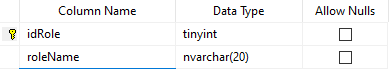 Column Name Data Type Allow Nulls
idRole tinyint
roleName nvarchar(20)